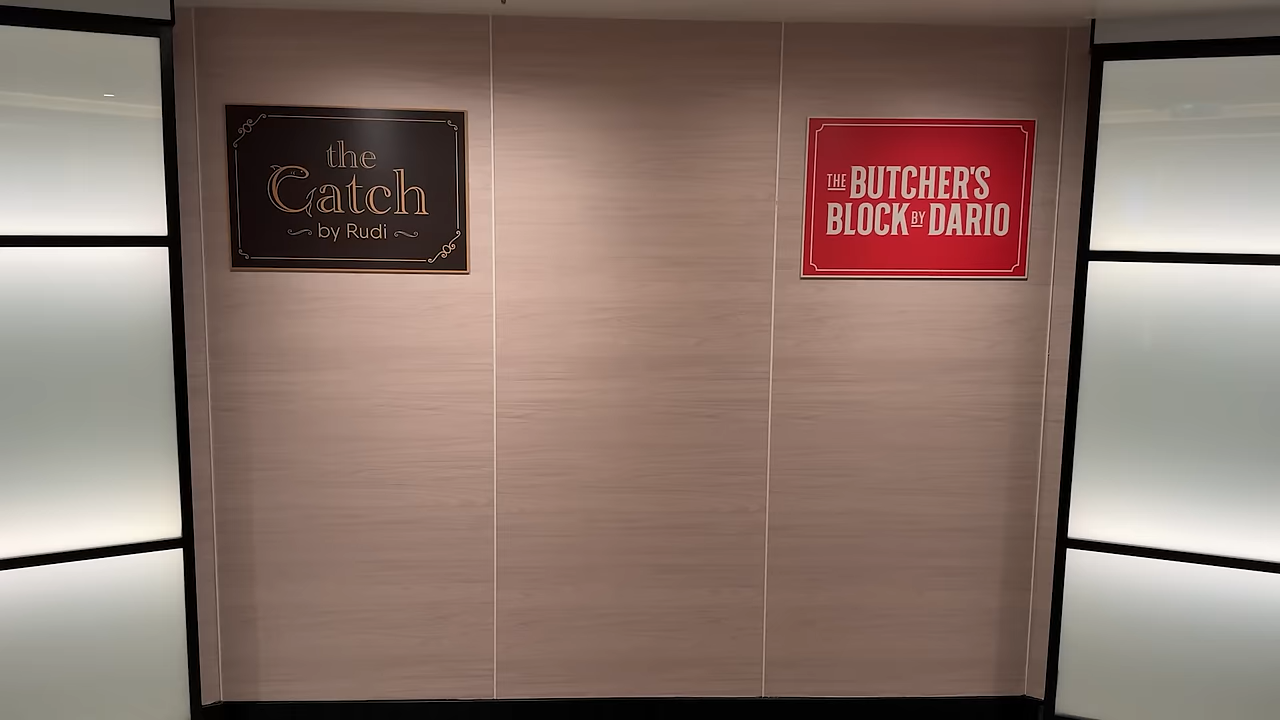 the
Catch
by Rudi
THE BUTCHER'S
BLOCK BY DARIO